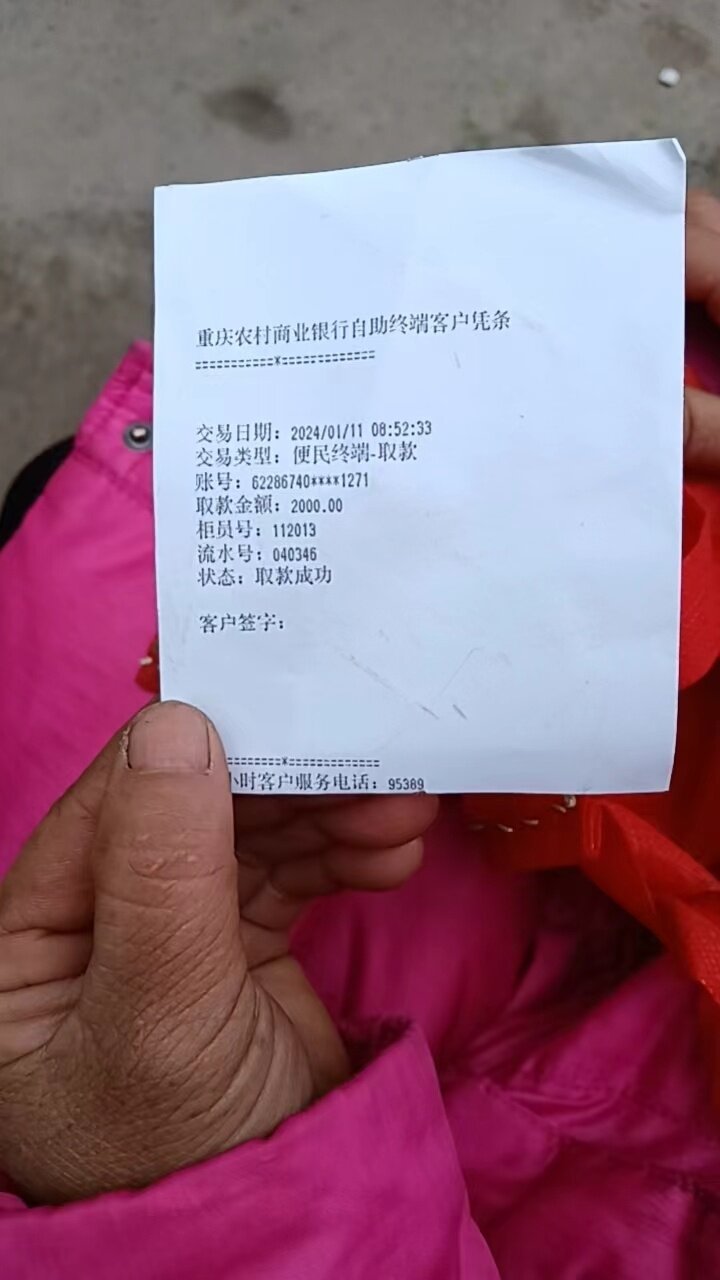 重庆农村商业银行自助终端客户凭条
===========*=============
交易日期：2024/01/11 08:52:33
交易类型：便民终端-取款
账号：62286740****1271
取款金额：2000.00
柜员号：112013
流水号：040346
状态：取款成功
客户签字：
========*=============
小时客户服务电话：95389